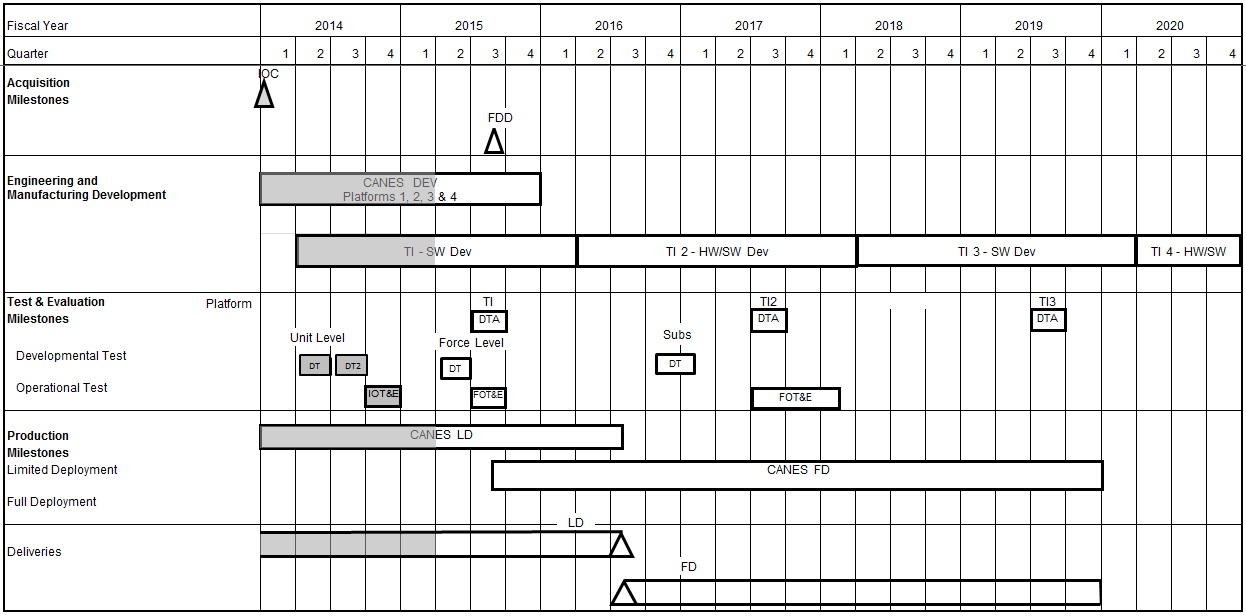 Fiscal Year 2014 2015 2016 2017 2018 2019 2020
Quarter 1 2 3 4 1 2 3 4 1 2 3 4 1 2 3 4 1 2 3 4 1 2 3 4 1 2 3 4
Acquisition
Milestones
IOC
FDD
Engineering and
Manufacturing Development
CANES DEV
Platforms 1, 2, 3 & 4
TI - SW Dev TI 2 - HW/SW Dev TI 3 - SW Dev TI 4 - HW/SW
Test & Evaluation
Milestones
Platform
TI TI2 TI3
DTA DTA DTA
Unit Level Force Level Subs
Developmental Test
DT DT2 DT DT
Operational Test
IOT&E FOT&E FOT&E
Production
Milestones
CANES LD
Limited Deployment
CANES FD
Full Deployment
LD
Deliveries
FD